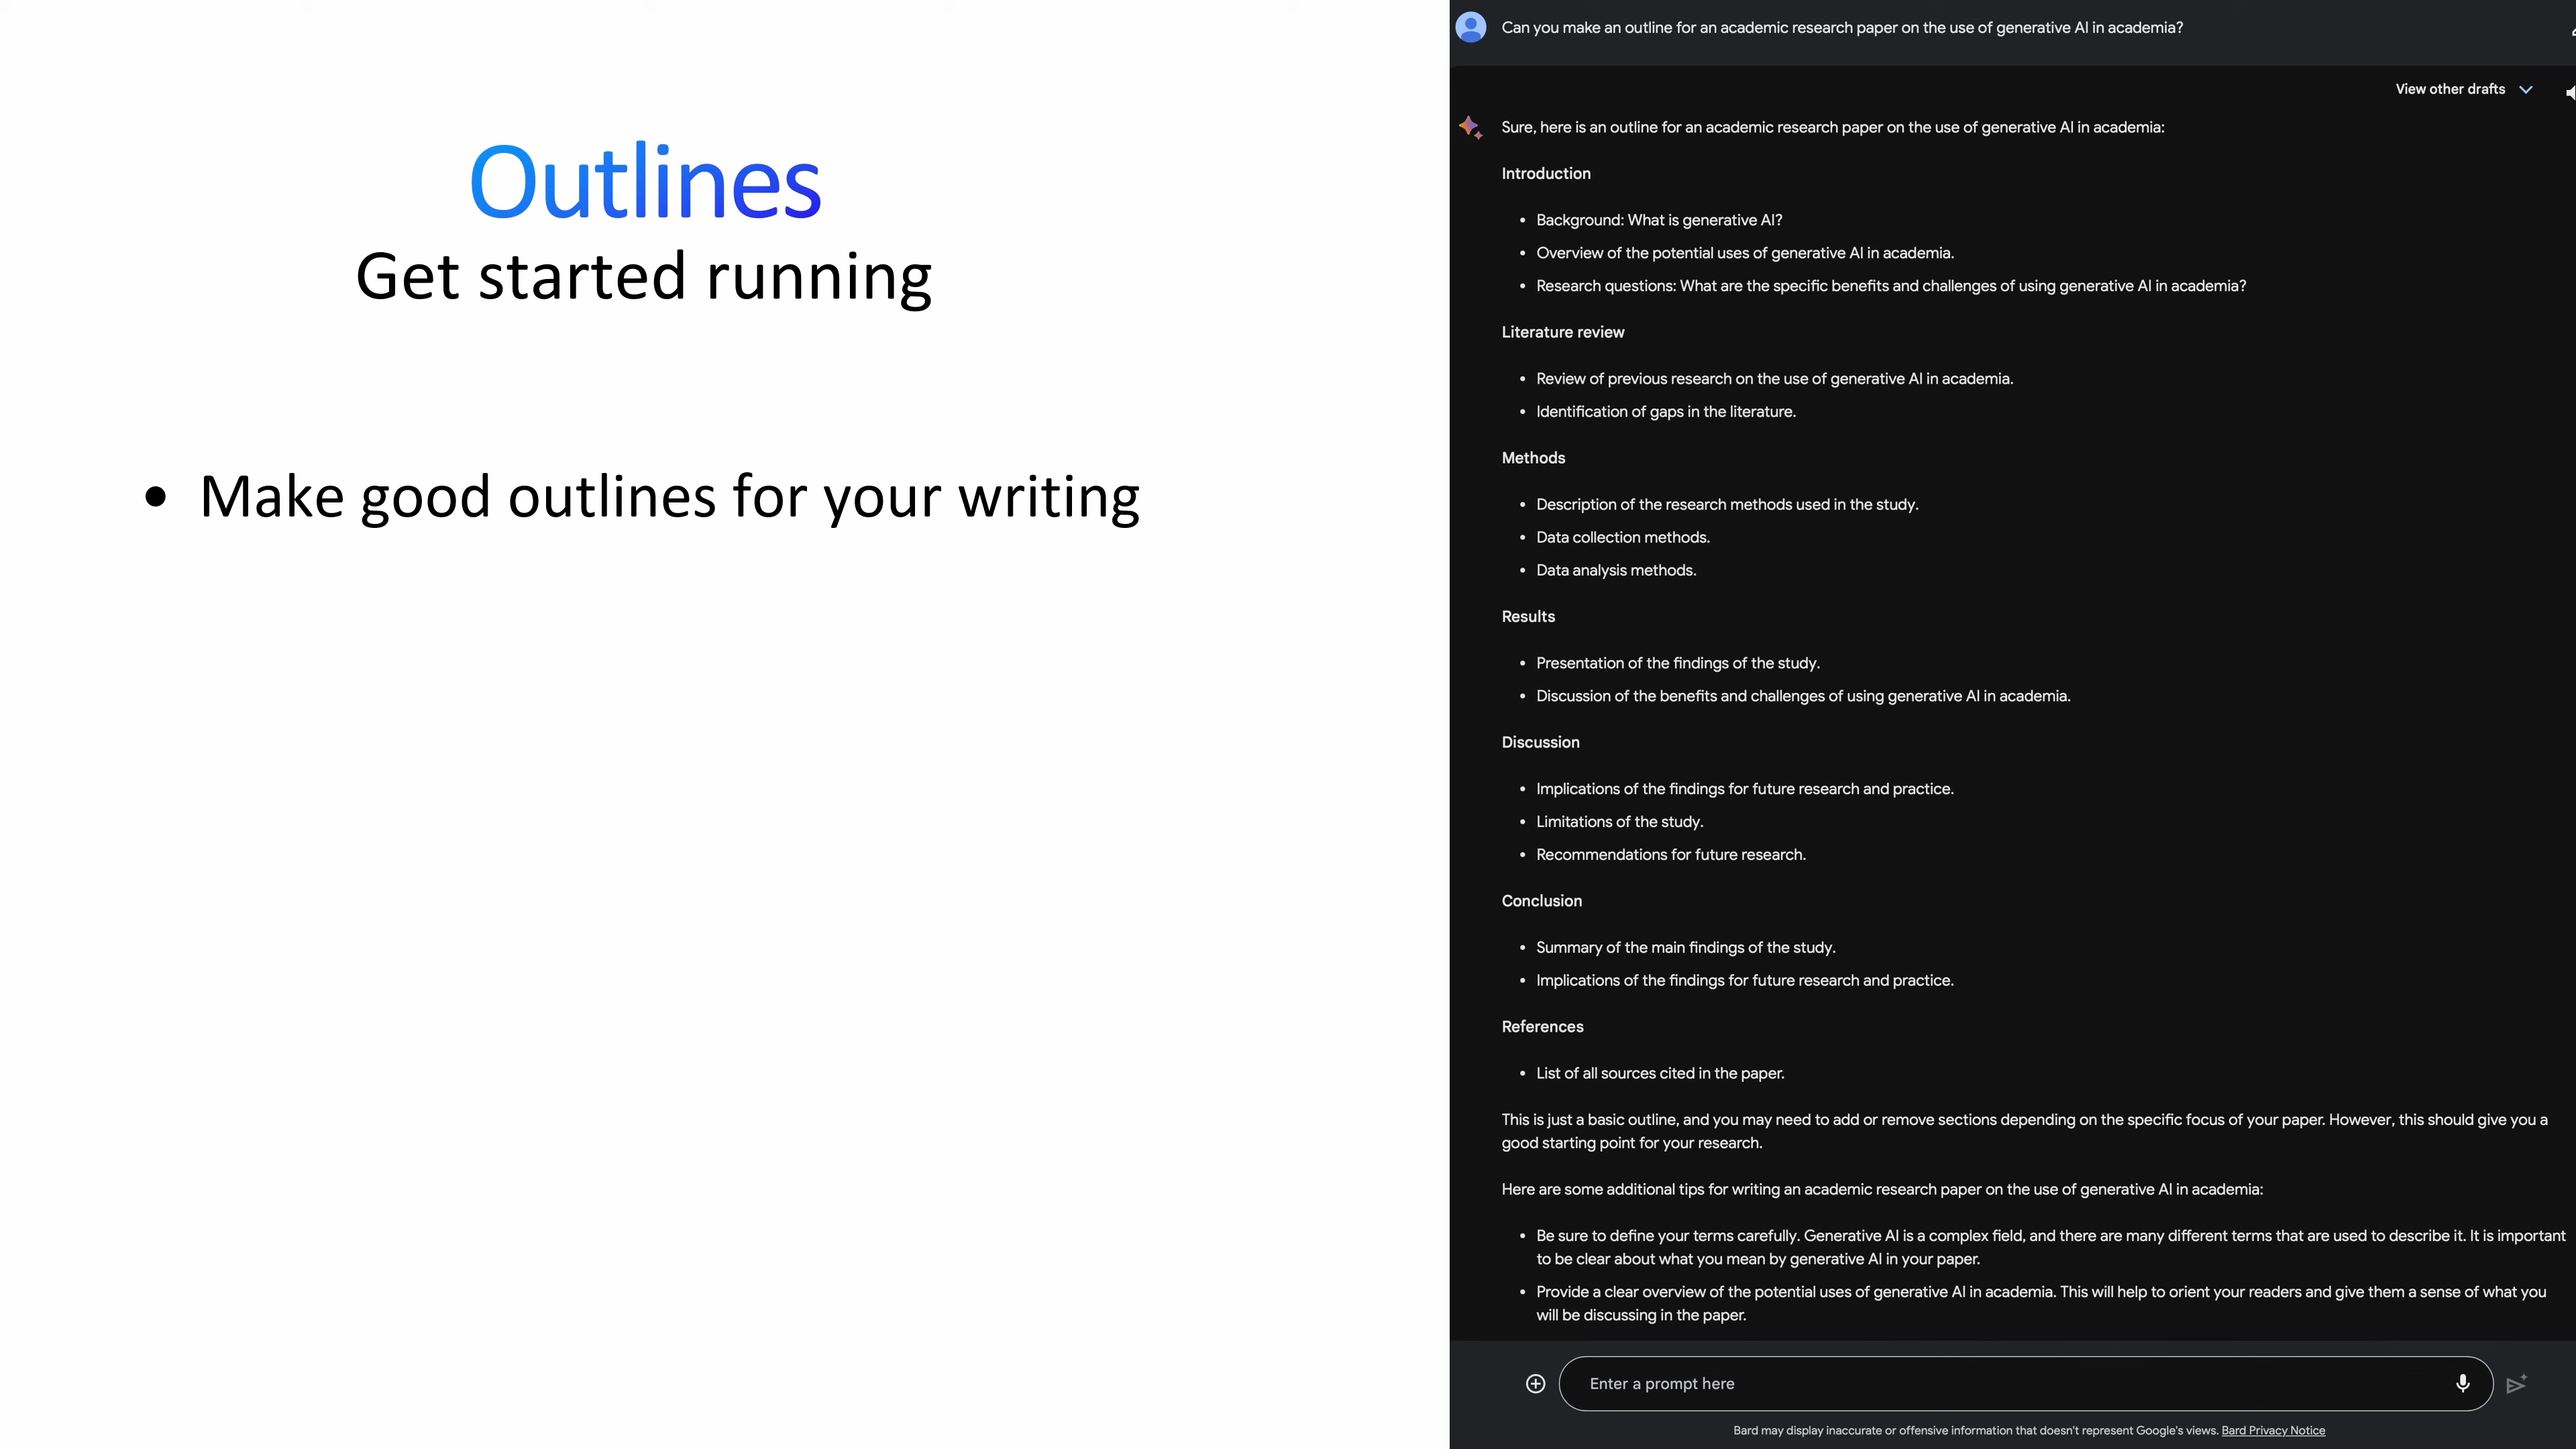 Outlines
Get started running
• Make good outlines for your writing
Can you make an outline for an academic research paper on the use of generative AI in academia?
View other drafts
Sure, here is an outline for an academic research paper on the use of generative AI in academia:
Introduction
• Background: What is generative AI?
• Overview of the potential uses of generative AI in academia.
• Research questions: What are the specific benefits and challenges of using generative AI in academia?
Literature review
• Review of previous research on the use of generative AI in academia.
• Identification of gaps in the literature.
Methods
• Description of the research methods used in the study.
• Data collection methods.
• Data analysis methods.
Results
• Presentation of the findings of the study.
• Discussion of the benefits and challenges of using generative AI in academia.
Discussion
• Implications of the findings for future research and practice.
• Limitations of the study.
• Recommendations for future research.
Conclusion
• Summary of the main findings of the study.
• Implications of the findings for future research and practice.
References
• List of all sources cited in the paper.
This is just a basic outline, and you may need to add or remove sections depending on the specific focus of your paper. However, this should give you a
good starting point for your research.
Here are some additional tips for writing an academic research paper on the use of generative AI in academia:
• Be sure to define your terms carefully. Generative AI is a complex field, and there are many different terms that are used to describe it. It is important
to be clear about what you mean by generative AI in your paper.
• Provide a clear overview of the potential uses of generative AI in academia. This will help to orient your readers and give them a sense of what you
will be discussing in the paper.
Enter a prompt here
Bard may display inaccurate or offensive information that doesn't represent Google's views. Bard Privacy Notice